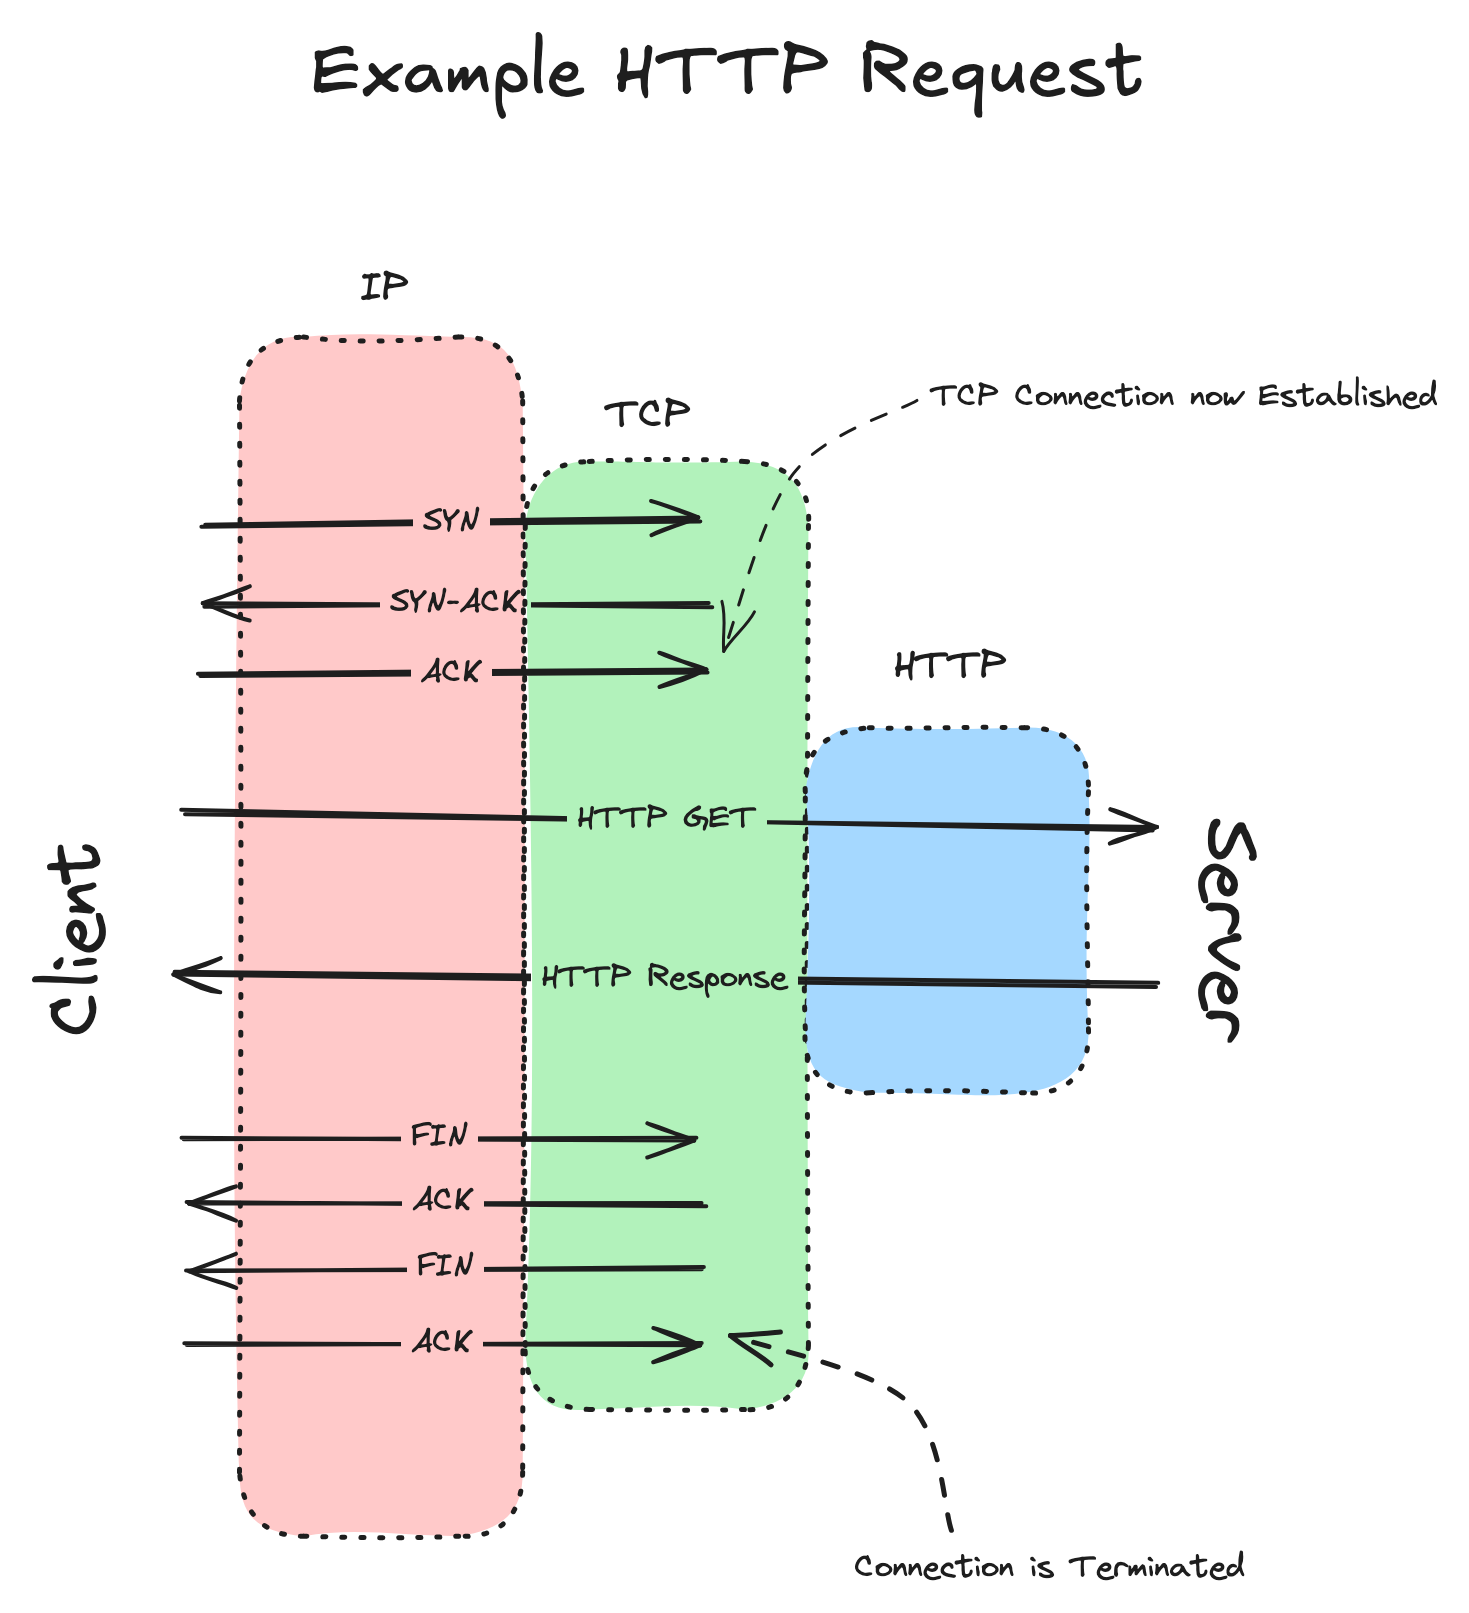 Example HTTP Request
IP
TCP
TCP Connection now Established
SYN
SYN-ACK
ACK
HTTP
HTTP GET
Client
Server
HTTP Response
FIN
ACK
FIN
ACK
Connection is Terminated